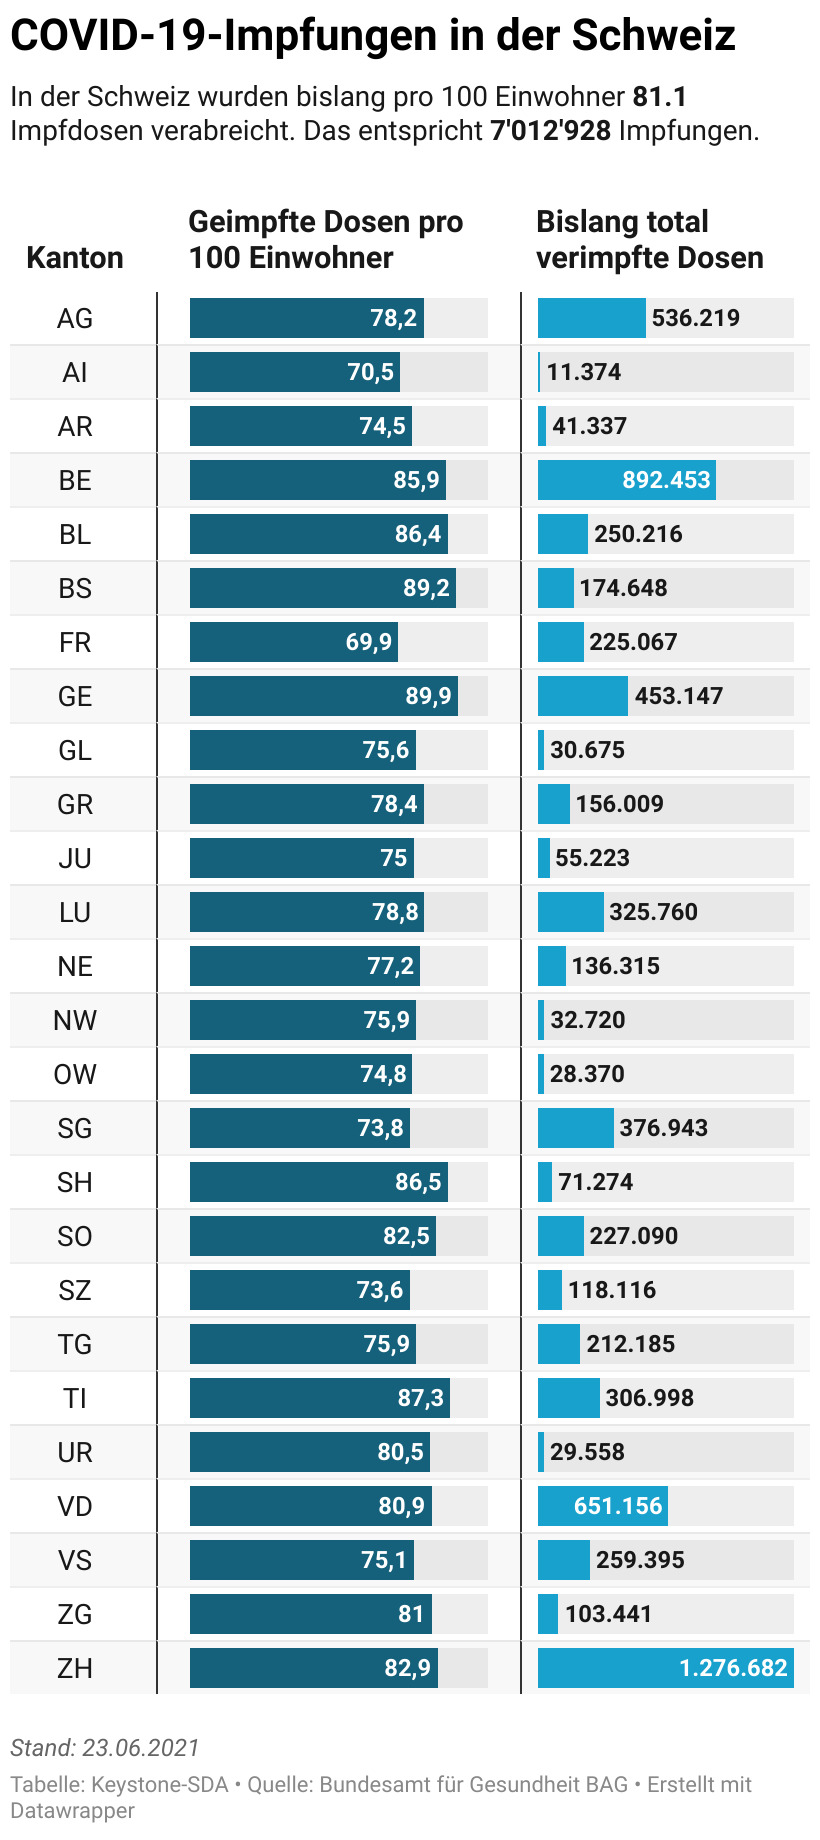 COVID-19-Impfungen in der Schweiz
In der Schweiz wurden bislang pro 100 Einwohner 81.1
Impfdosen verabreicht. Das entspricht 7'012'928 Impfungen.
Kanton Geimpfte Dosen pro 100 Einwohner Bislang total verimpfte Dosen
AG 78,2 536.219
AI 70,5 11.374
AR 74,5 41.337
BE 85,9 892.453
BL 86,4 250.216
BS 89,2 174.648
FR 69,9 225.067
GE 89,9 453.147
GL 75,6 30.675
GR 78,4 156.009
JU 75 55.223
LU 78,8 325.760
NE 77,2 136.315
NW 75,9 32.720
OW 74,8 28.370
SG 73,8 376.943
SH 86,5 71.274
SO 82,5 227.090
SZ 73,6 118.116
TG 75,9 212.185
TI 87,3 306.998
UR 80,5 29.558
VD 80,9 651.156
VS 75,1 259.395
ZG 81 103.441
ZH 82,9 1.276.682
Stand: 23.06.2021
Tabelle: Keystone-SDA • Quelle: Bundesamt für Gesundheit BAG • Erstellt mit
Datawrapper